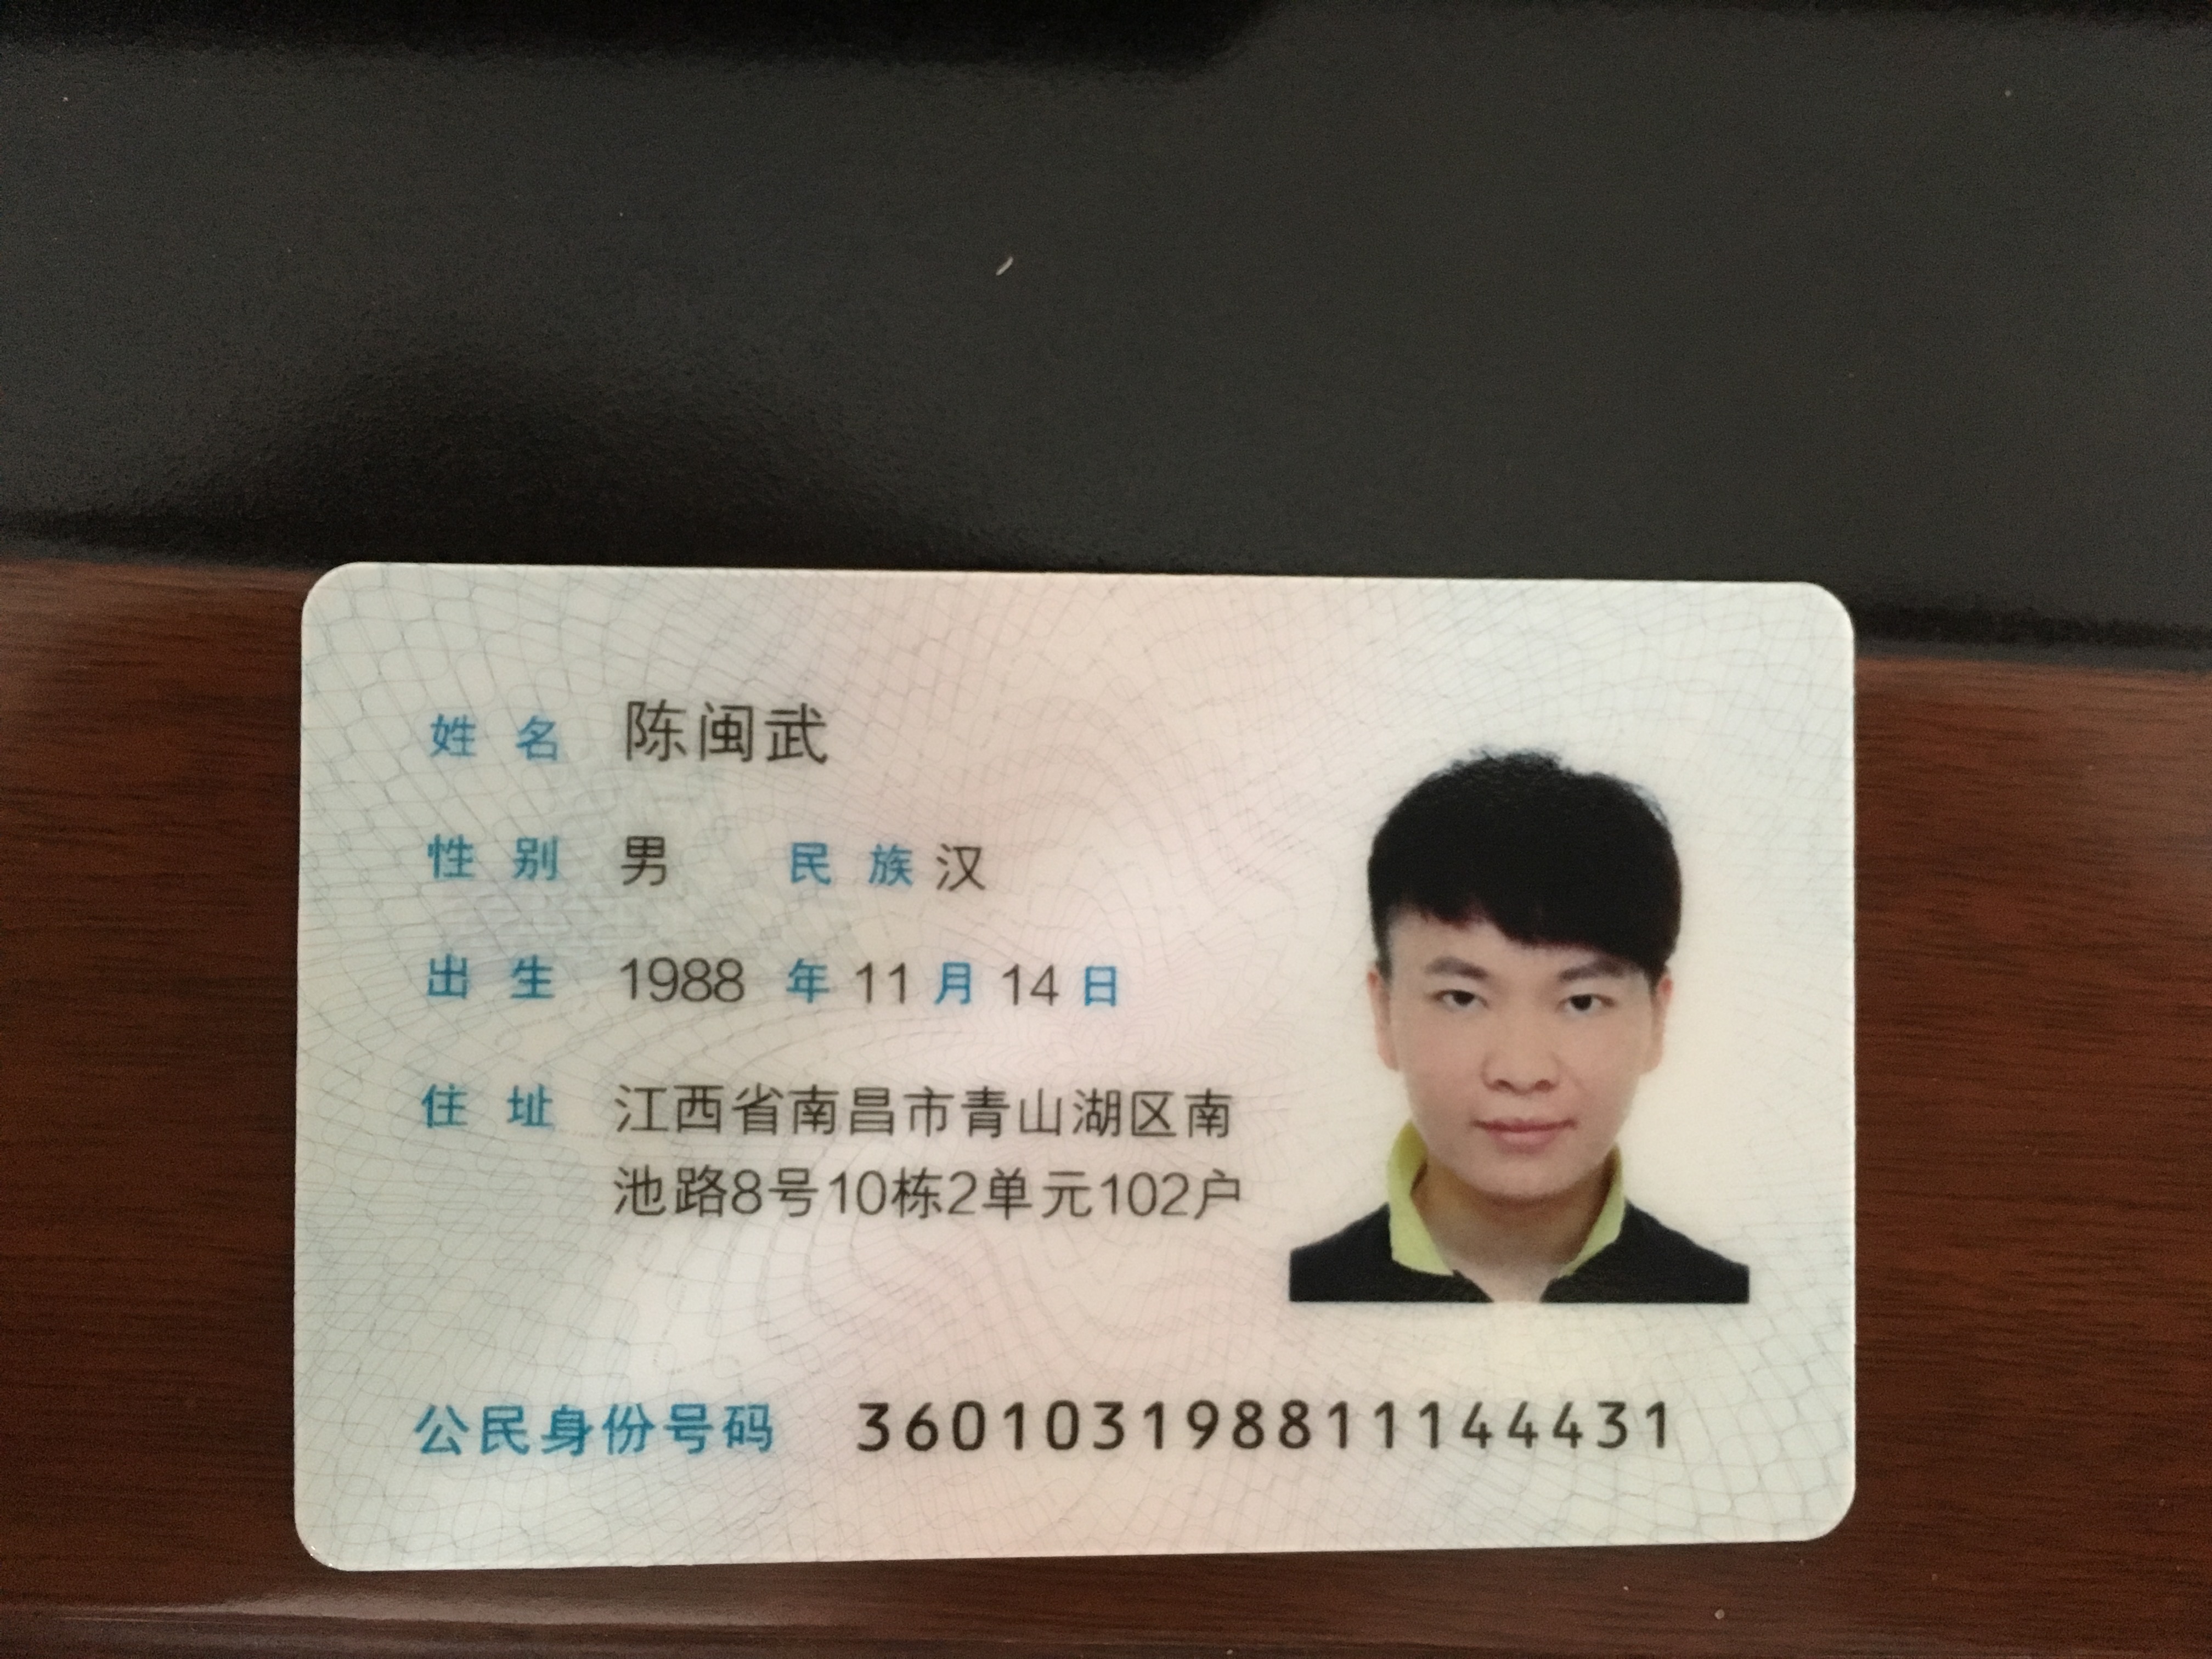 姓名 陈闽武
性别 男 民族 汉
出生 1988 年 11 月 14 日
住址 江西省南昌市青山湖区南
池路8号10栋2单元102户
公民身份号码 360103198811144431